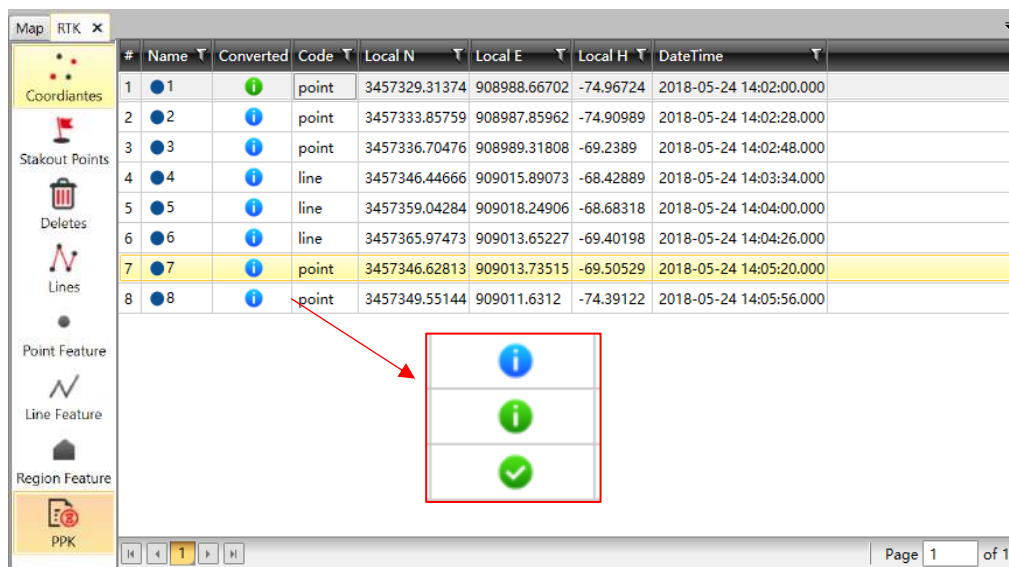 Map RTK
# Name Converted Code Local N Local E Local H DateTime
1 1 point 3457329.31374 908988.66702 -74.96724 2018-05-24 14:02:00.000
2 2 point 3457333.85759 908987.85962 -74.90989 2018-05-24 14:02:28.000
3 3 point 3457336.70476 908989.31808 -69.2389 2018-05-24 14:02:48.000
4 4 line 3457346.44666 909015.89073 -68.42889 2018-05-24 14:03:34.000
5 5 line 3457359.04284 909018.24906 -68.68318 2018-05-24 14:04:00.000
6 6 line 3457365.97473 909013.65227 -69.40198 2018-05-24 14:04:26.000
7 7 point 3457346.62813 909013.73515 -69.50529 2018-05-24 14:05:20.000
8 8 point 3457349.55144 909011.6312 -74.39122 2018-05-24 14:05:56.000
Coordiantes
Stakout Points
Deletes
Lines
Point Feature
Line Feature
Region Feature
PPK
1
Page 1 of 1